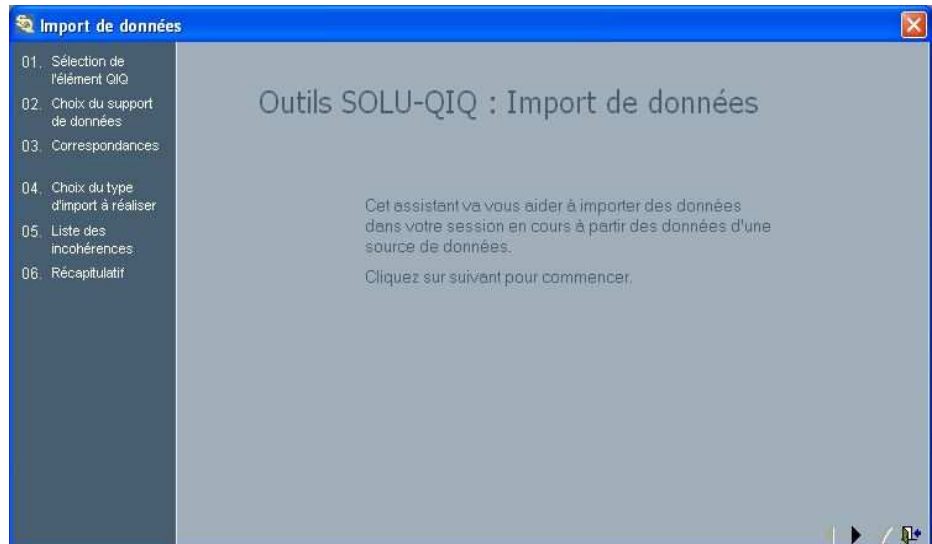 Import de données
01. Sélection de
l'élément QIQ
02. Choix du support
de données
03. Correspondances
04. Choix du type
d'import à réaliser
05. Liste des
incohérences
06. Récapitulatif
Outils SOLU-QIQ : Import de données
Cet assistant va vous aider à importer des données
dans votre session en cours à partir des données d'une
source de données.
Cliquez sur suivant pour commencer.